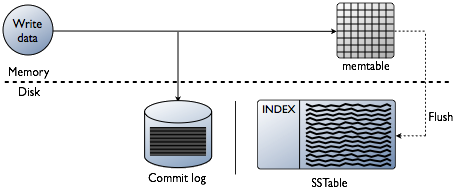 Write
data
memtable
Memory
Disk
INDEX
Flush
Commit log
SSTable